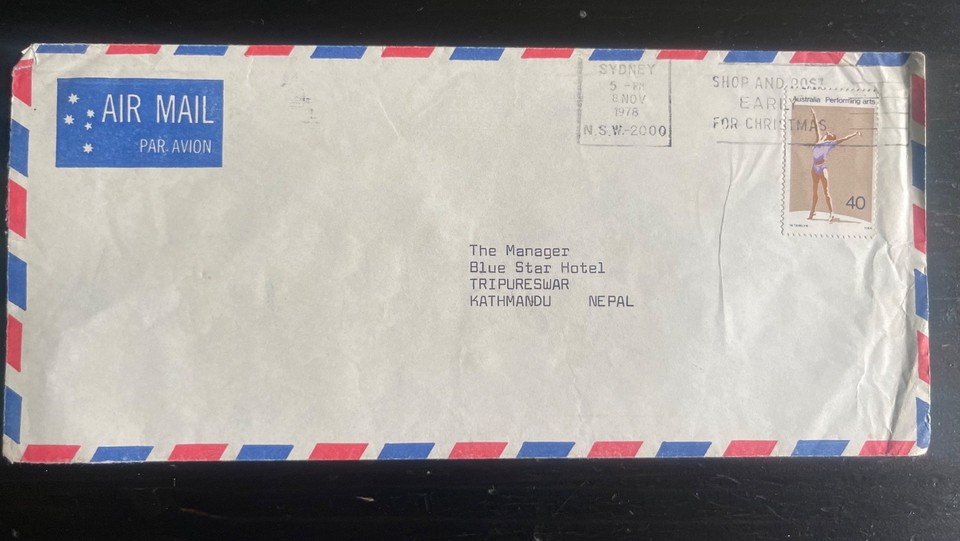 AIR MAIL
PAR AVION
SYDNEY
5 - PM
8 NOV
1978
N.S.W.-2000
SHOP AND POST
EARLY
FOR CHRISTMAS
Australia Performing arts
40
The Manager
Blue Star Hotel
TRIPURESWAR
KATHMANDU NEPAL